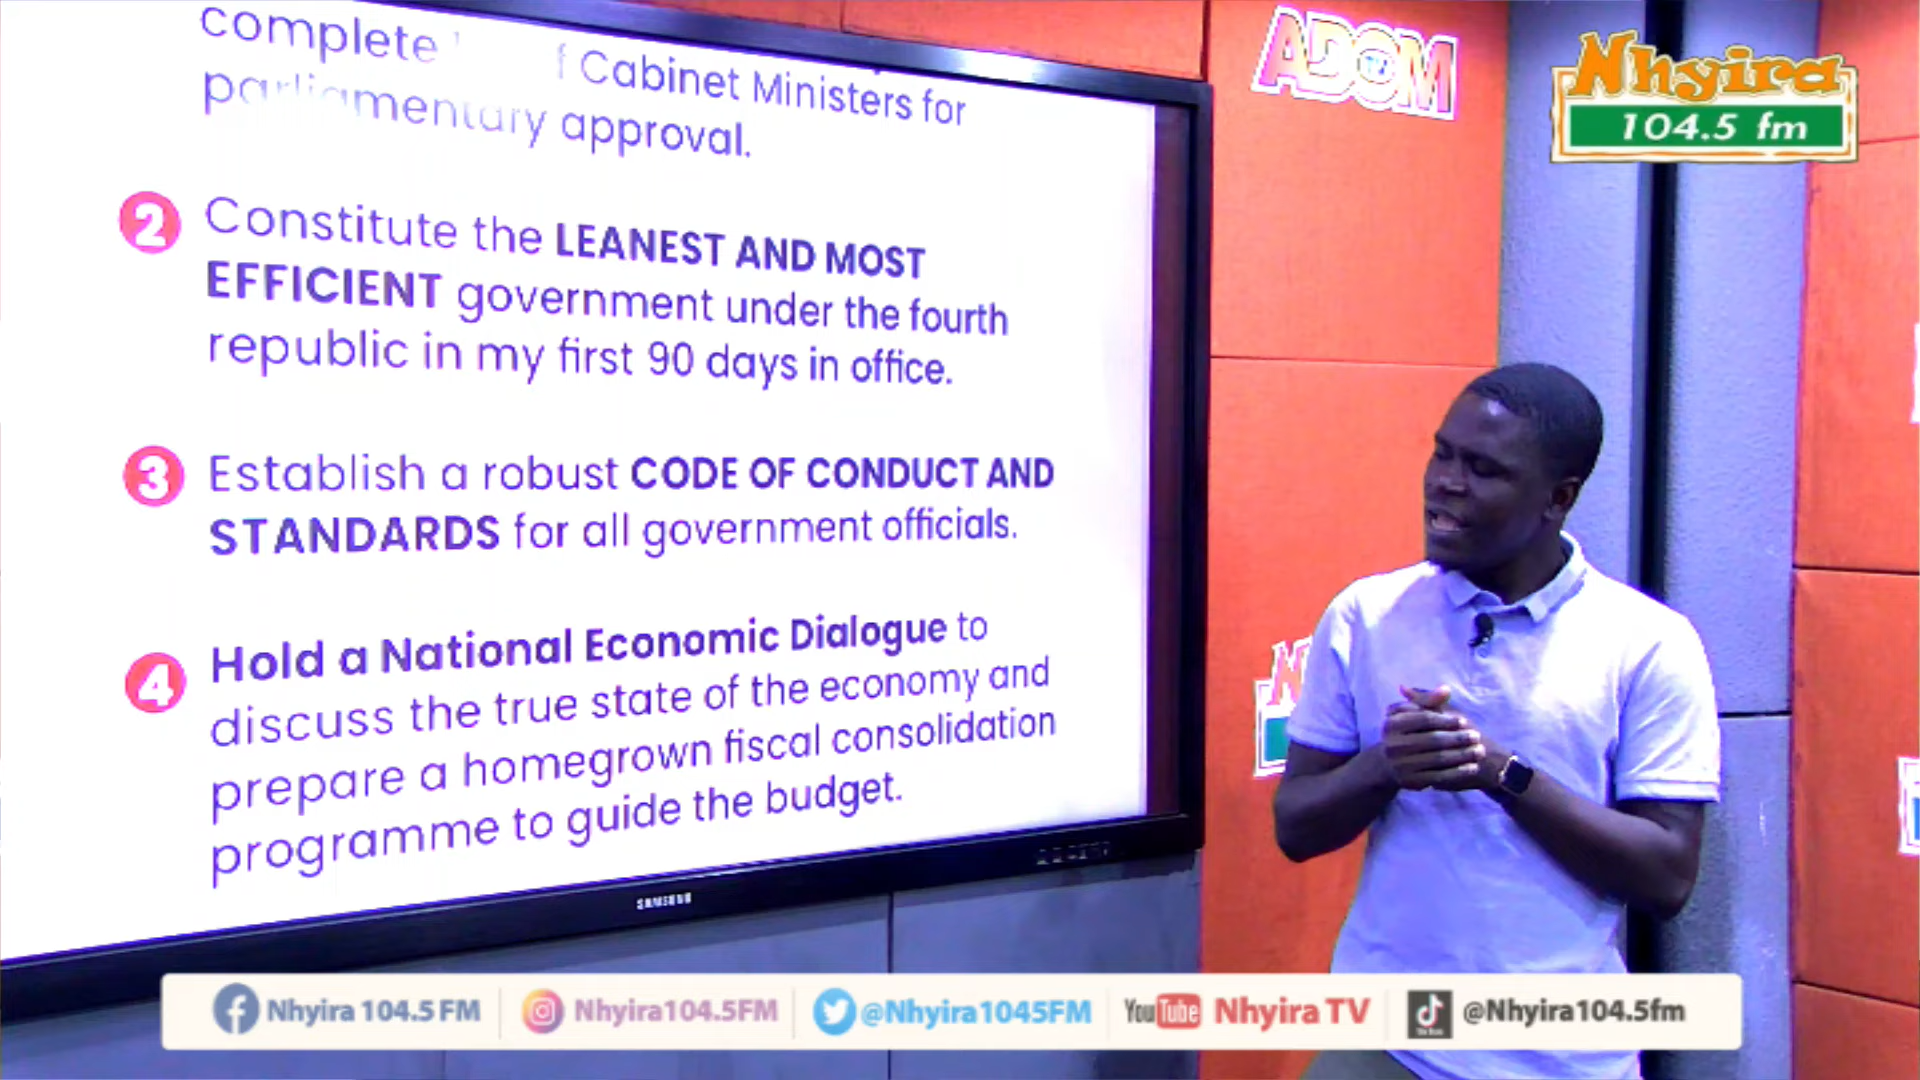 complete
Cabinet Ministers for
parliamentary approval.
2
Constitute the LEANEST AND MOST
EFFICIENT government under the fourth
republic in my first 90 days in office.
3
Establish a robust CODE OF CONDUCT AND
STANDARDS for all government officials.
4
Hold a National Economic Dialogue to
discuss the true state of the economy and
prepare a homegrown fiscal consolidation
programme to guide the budget.
SAMSUNG
ADOM
TV
Nhyira
104.5 fm
Nhyira 104.5 FM
Nhyira104.5FM
@Nhyira1045FM
YouTube Nhyira TV
@Nhyira104.5fm